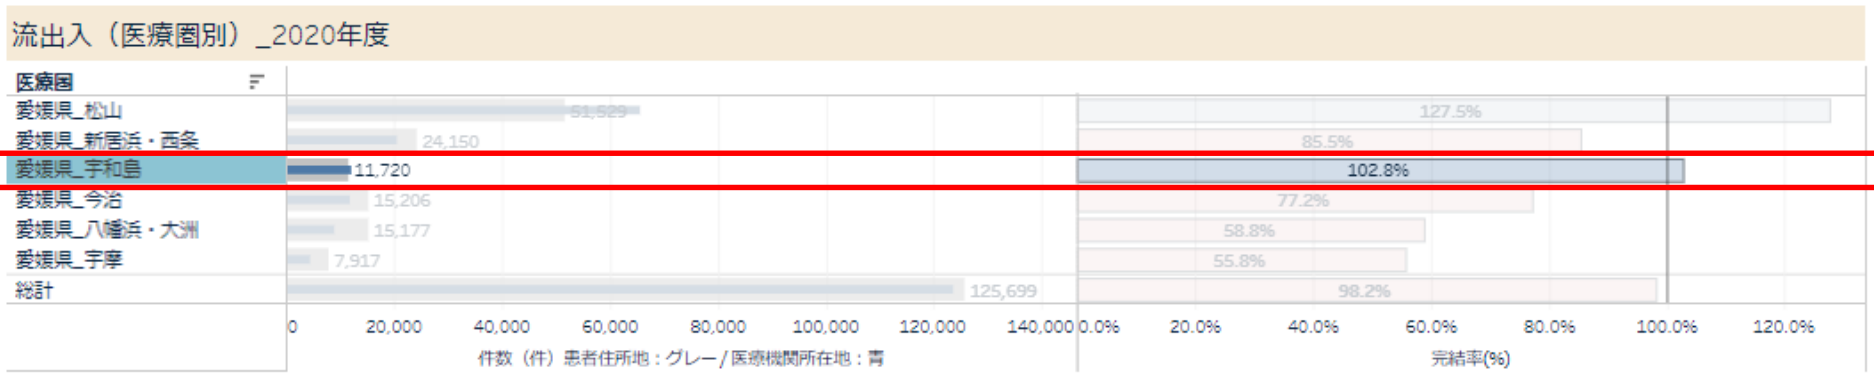 流出入（医療圏別）_2020年度
医療圏
愛媛県_松山 51,529 127.5%
愛媛県_新居浜・西条 24,150 85.5%
愛媛県_宇和島 11,720 102.8%
愛媛県_今治 15,206 77.2%
愛媛県_八幡浜・大洲 15,177 58.8%
愛媛県_宇摩 7,917 55.8%
総計 125,699 98.2%
0 20,000 40,000 60,000 80,000 100,000 120,000 140,000 0.0% 20.0% 40.0% 60.0% 80.0% 100.0% 120.0%
件数（件）患者住所地：グレー/医療機関所在地：青 完結率(%)